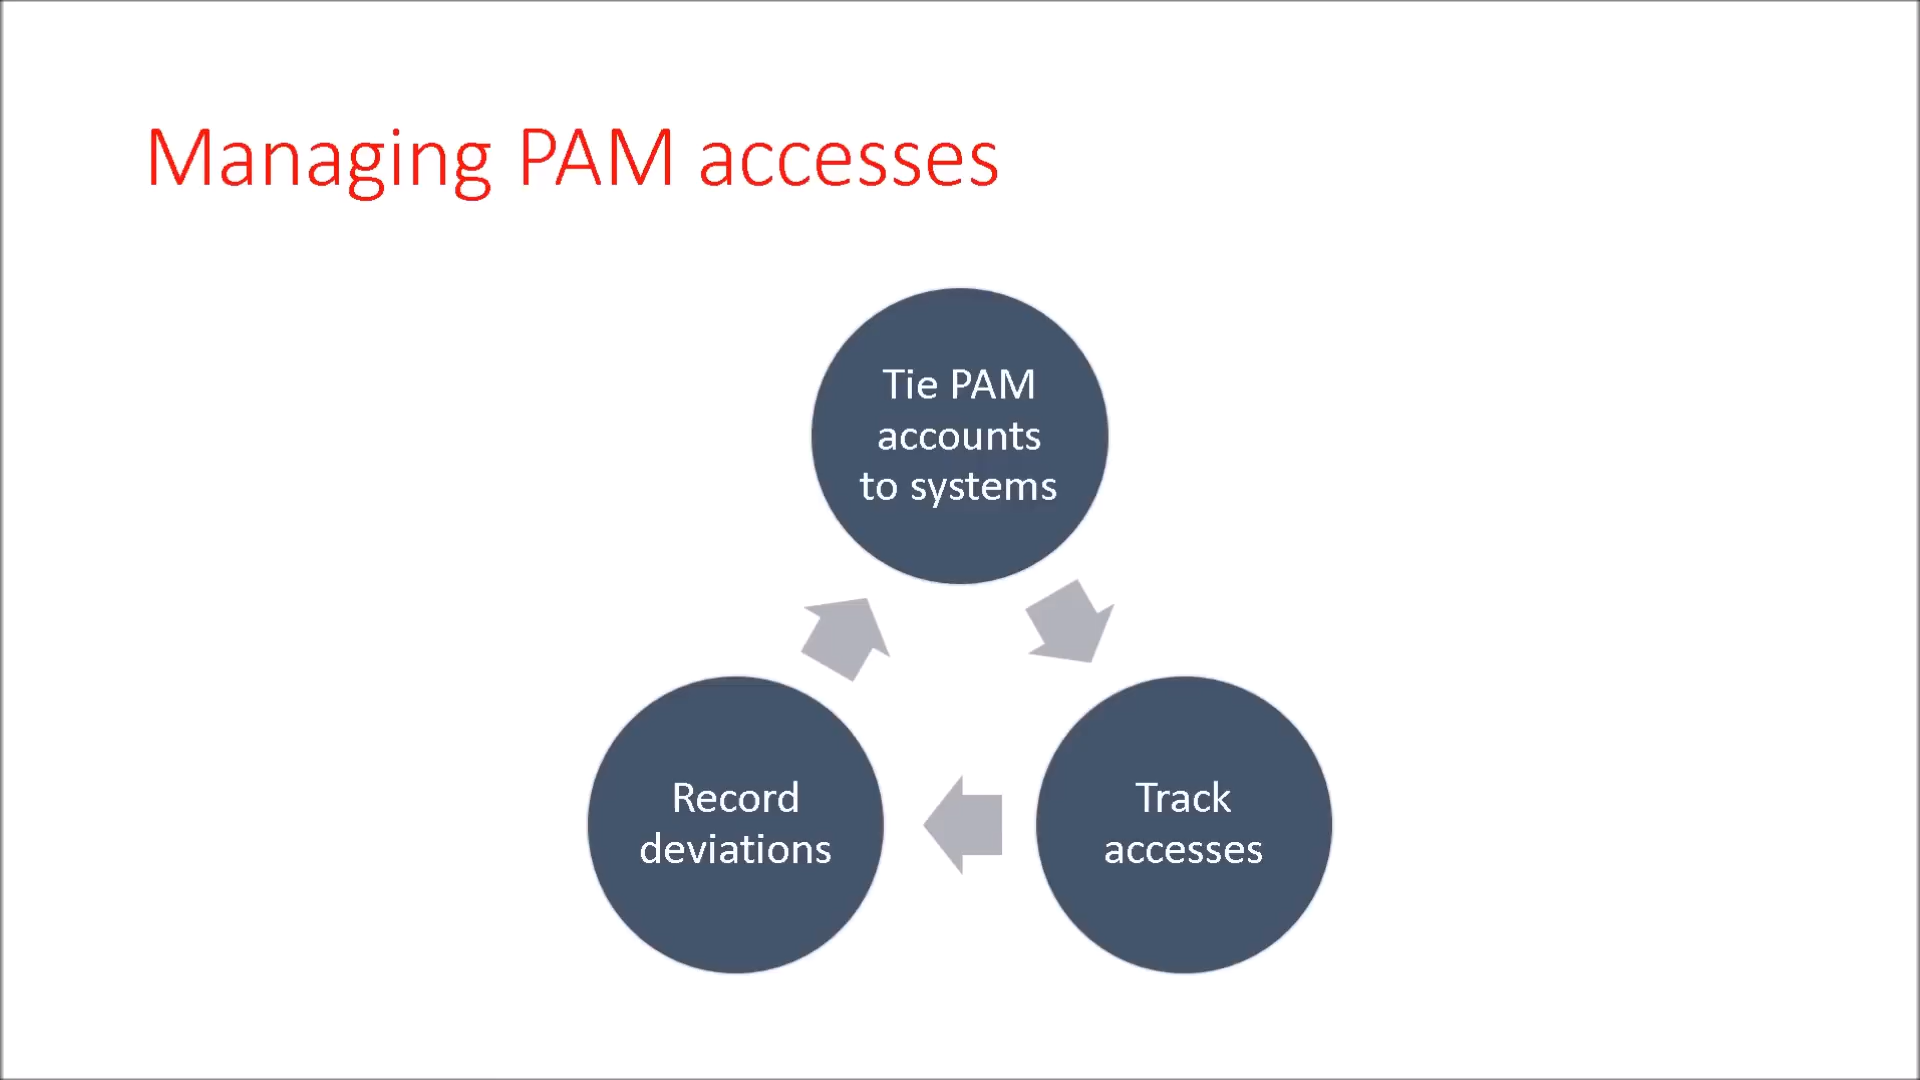 Managing PAM accesses
Tie PAM
accounts
to systems
Track
accesses
Record
deviations